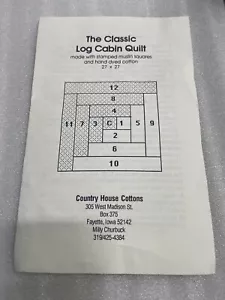 The Classic
Log Cabin Quilt
made with stamped muslin squares
and hand dyed cotton
27 x 27
12
8
4
11 7 3 C 1 5 9
2
6
10
Country House Cottons
305 West Madison St.
Box 375
Fayette, Iowa 52142
Milly Churbuck
319/425-4384